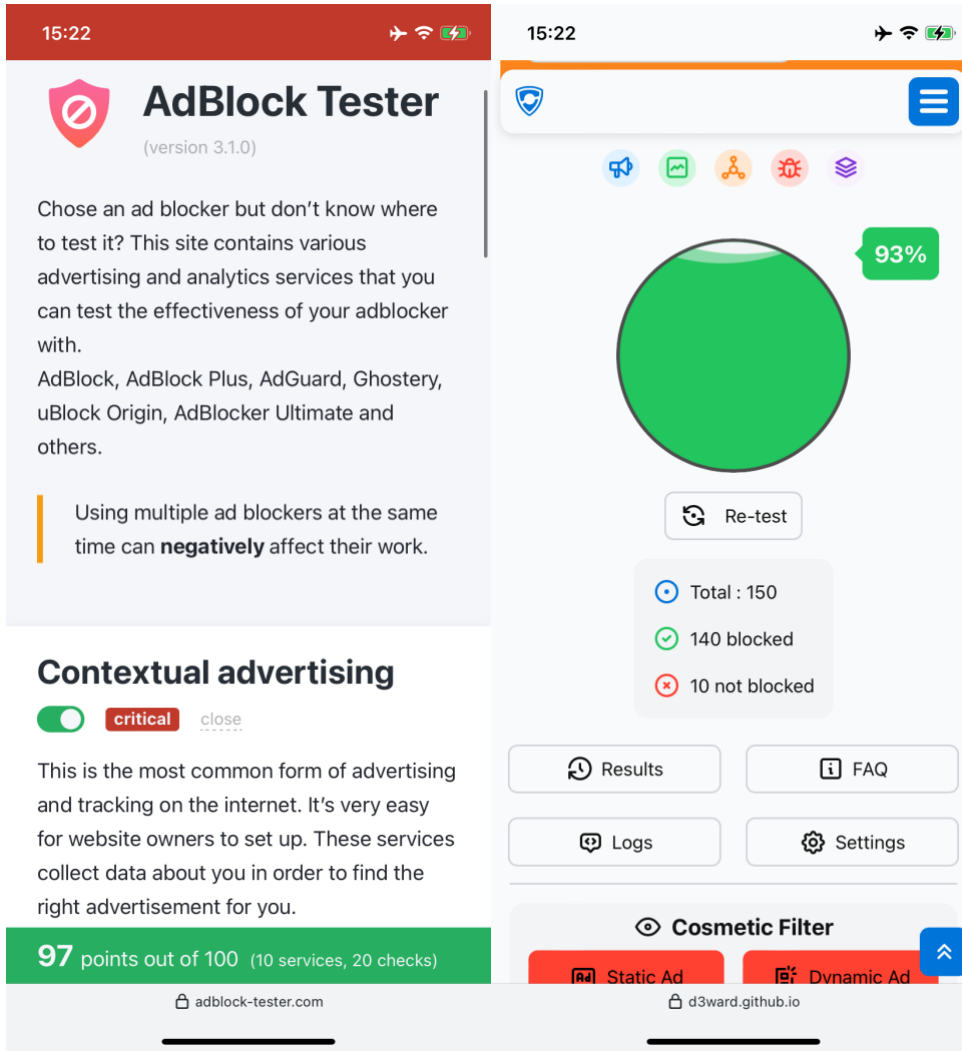 15:22
AdBlock Tester
(version 3.1.0)
Chose an ad blocker but don’t know where
to test it? This site contains various
advertising and analytics services that you
can test the effectiveness of your adblocker
with.
AdBlock, AdBlock Plus, AdGuard, Ghostery,
uBlock Origin, AdBlocker Ultimate and
others.
Using multiple ad blockers at the same
time can negatively affect their work.
Contextual advertising
critical close
This is the most common form of advertising
and tracking on the internet. It’s very easy
for website owners to set up. These services
collect data about you in order to find the
right advertisement for you.
97 points out of 100 (10 services, 20 checks)
adblock-tester.com
15:22
93%
Re-test
Total : 150
140 blocked
10 not blocked
Results
FAQ
Logs
Settings
Cosmetic Filter
Ad Static Ad
Dynamic Ad
d3ward.github.io